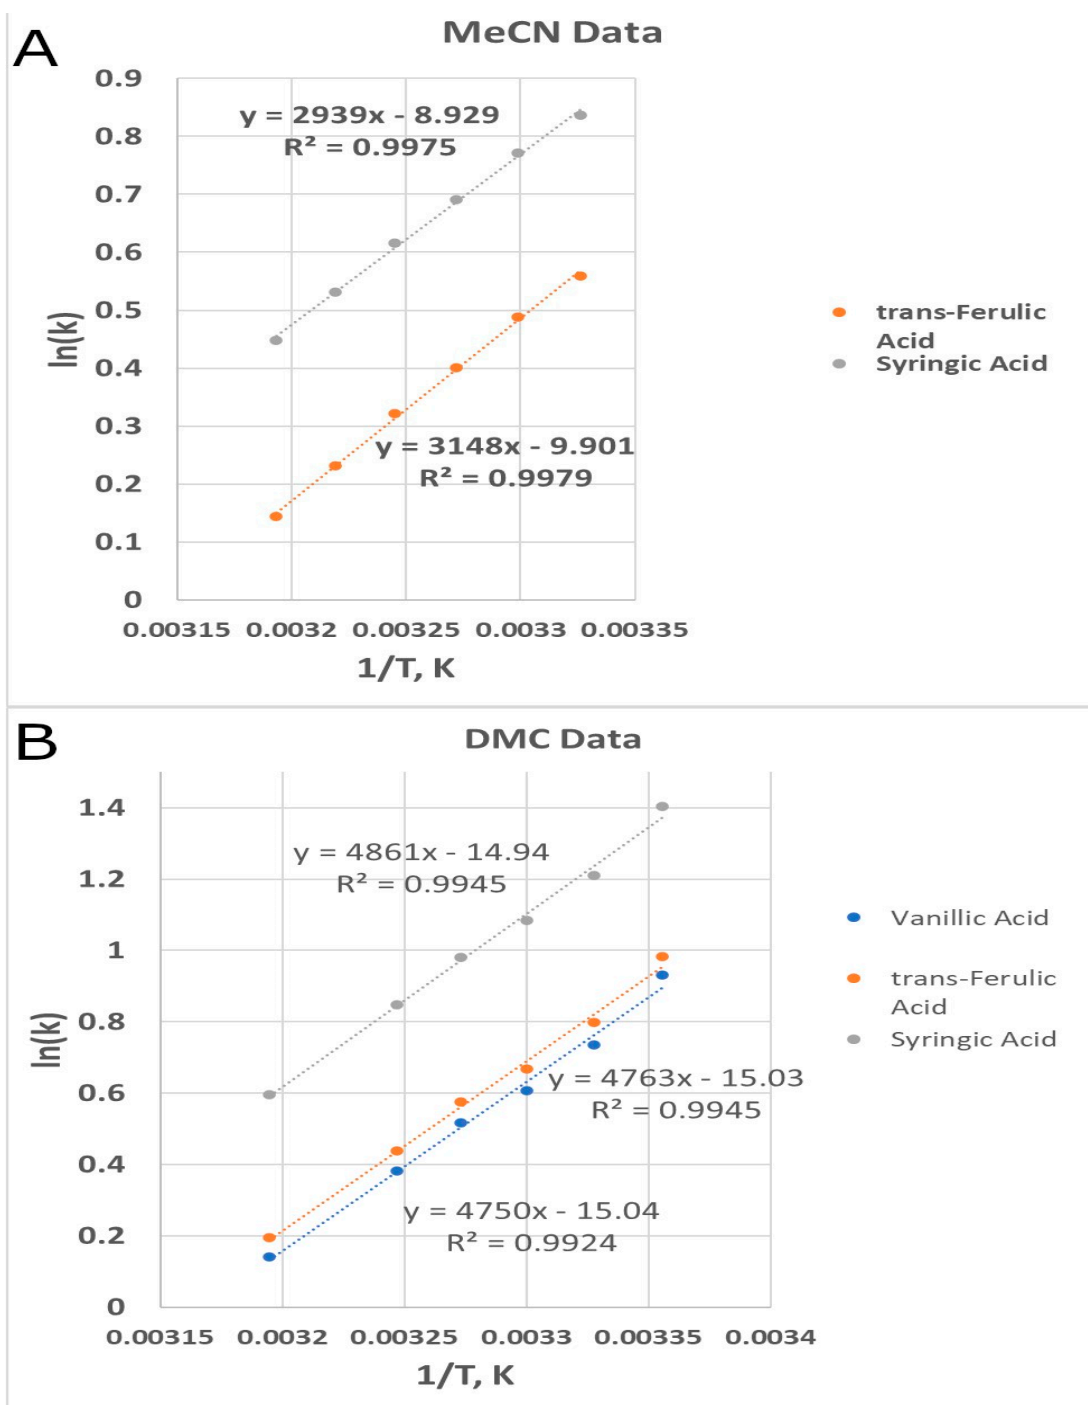 A
MeCN Data
0.9
0.8
0.7
0.6
0.5
0.4
0.3
0.2
0.1
0
y = 2939x - 8.929
R² = 0.9975
y = 3148x - 9.901
R² = 0.9979
ln(k)
0.00315 0.0032 0.00325 0.0033 0.00335
1/T, K
trans-Ferulic
Acid
Syringic Acid
B
DMC Data
1.4
1.2
1
0.8
0.6
0.4
0.2
0
y = 4861x - 14.94
R² = 0.9945
y = 4763x - 15.03
R² = 0.9945
y = 4750x - 15.04
R² = 0.9924
ln(k)
0.00315 0.0032 0.00325 0.0033 0.00335 0.0034
1/T, K
Vanillic Acid
trans-Ferulic
Acid
Syringic Acid